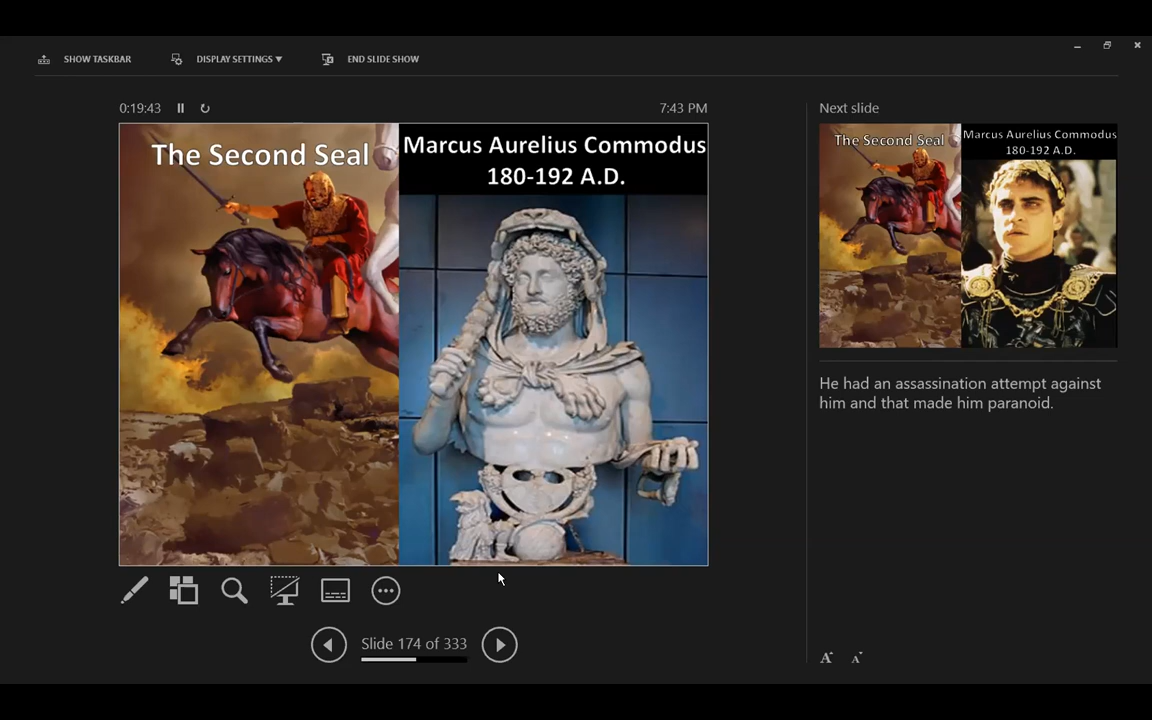 SHOW TASKBAR
DISPLAY SETTINGS ▼
END SLIDE SHOW
0:19:43
7:43 PM
The Second Seal
Marcus Aurelius Commodus
180-192 A.D.
Slide 174 of 333
Next slide
The Second Seal
Marcus Aurelius Commodus
180-192 A.D.
He had an assassination attempt against
him and that made him paranoid.
A A